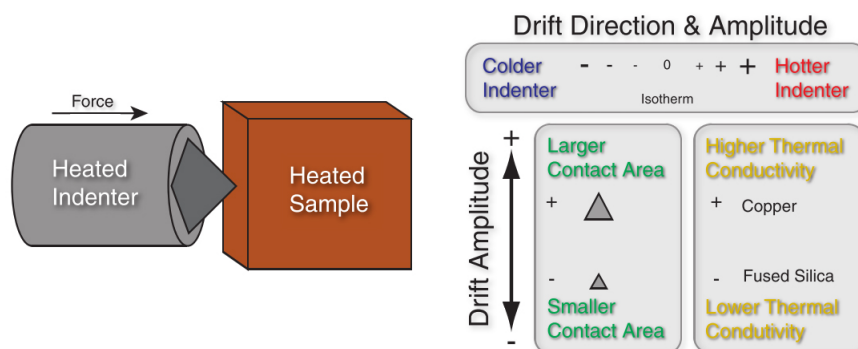 Drift Direction & Amplitude
Colder
Indenter
- - - 0 + + +
Isotherm
Hotter
Indenter
Force
Heated
Indenter
Heated
Sample
Drift Amplitude
+
-
Larger
Contact Area
+
-
Smaller
Contact Area
Higher Thermal
Conductivity
+ Copper
- Fused Silica
Lower Thermal
Condutivity